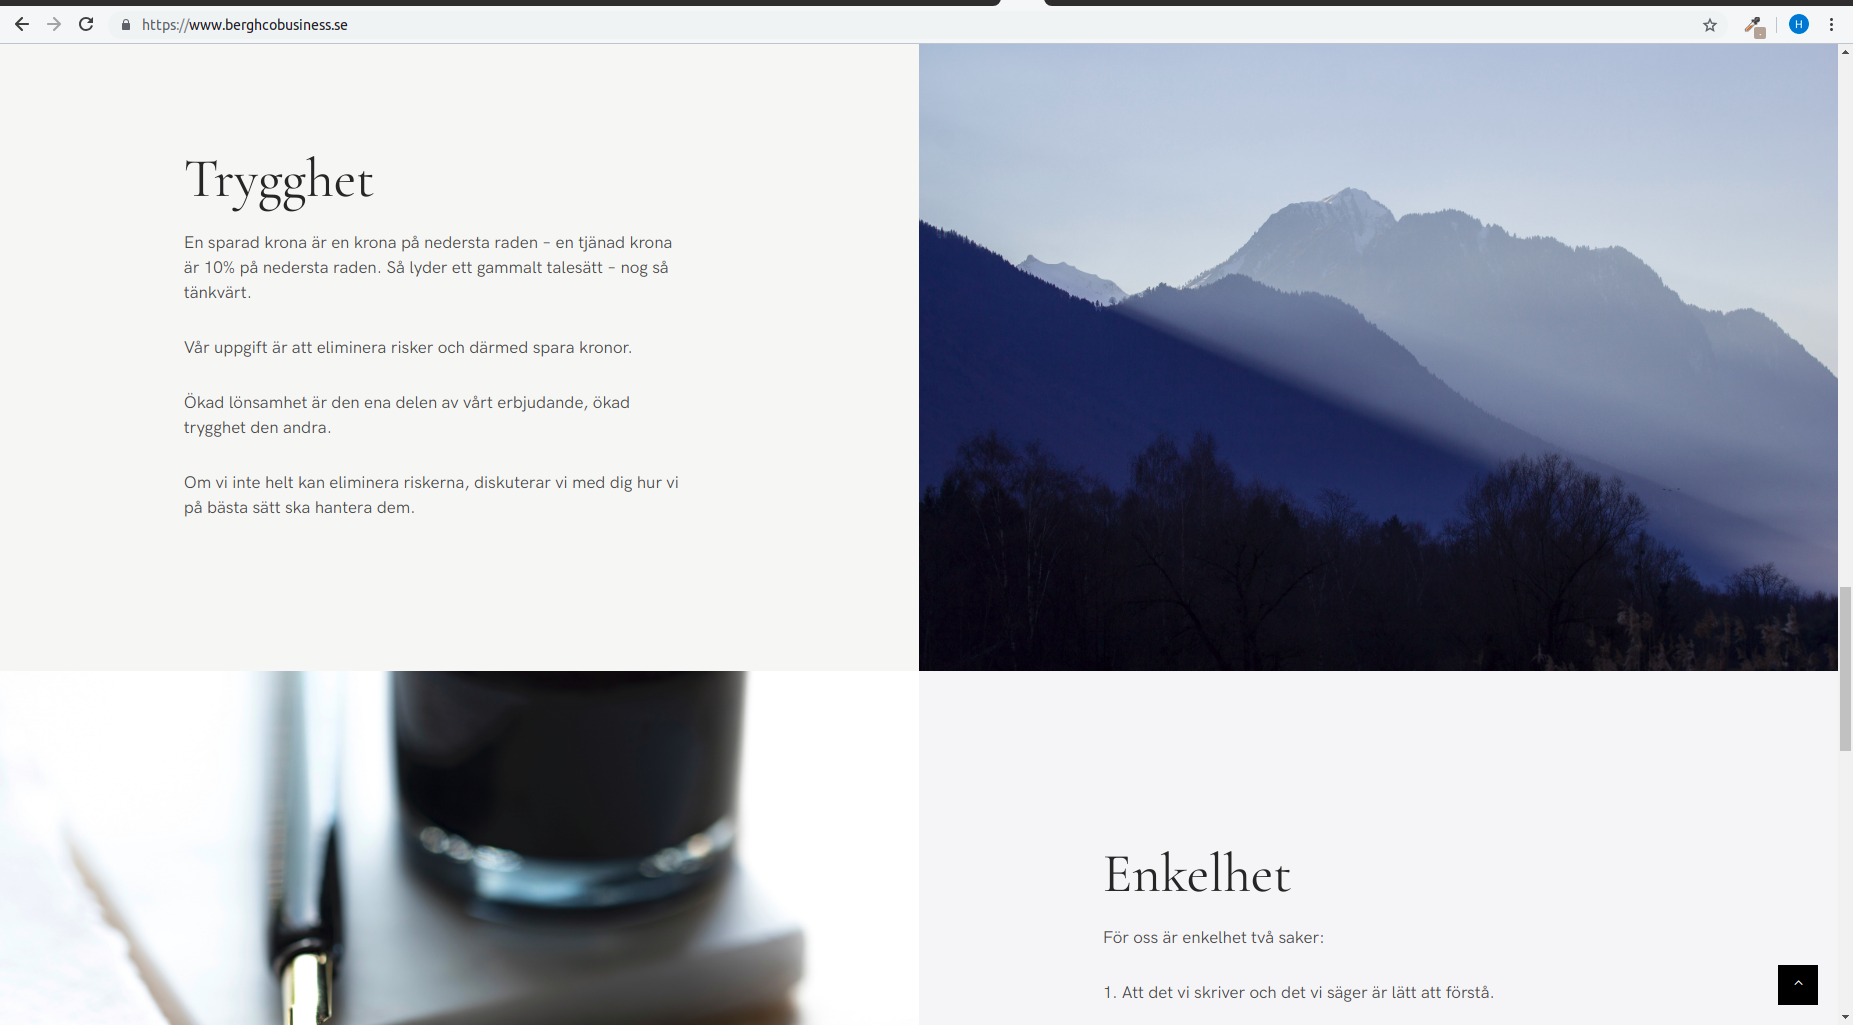 https://www.berghcobusiness.se
H
Trygghet
En sparad krona är en krona på nedersta raden – en tjänad krona
är 10% på nedersta raden. Så lyder ett gammalt talesätt – nog så
tänkvärt.
Vår uppgift är att eliminera risker och därmed spara kronor.
Ökad lönsamhet är den ena delen av vårt erbjudande, ökad
trygghet den andra.
Om vi inte helt kan eliminera riskerna, diskuterar vi med dig hur vi
på bästa sätt ska hantera dem.
Enkelhet
För oss är enkelhet två saker:
1. Att det vi skriver och det vi säger är lätt att förstå.